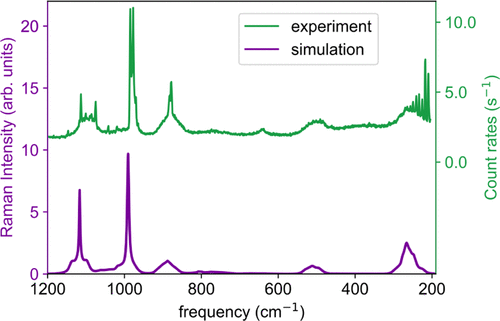 experiment
simulation
Raman Intensity (arb. units)
20
15
10
5
0
Count rates (s⁻¹)
10.0
5.0
0.0
1200 1000 800 600 400 200
frequency (cm⁻¹)